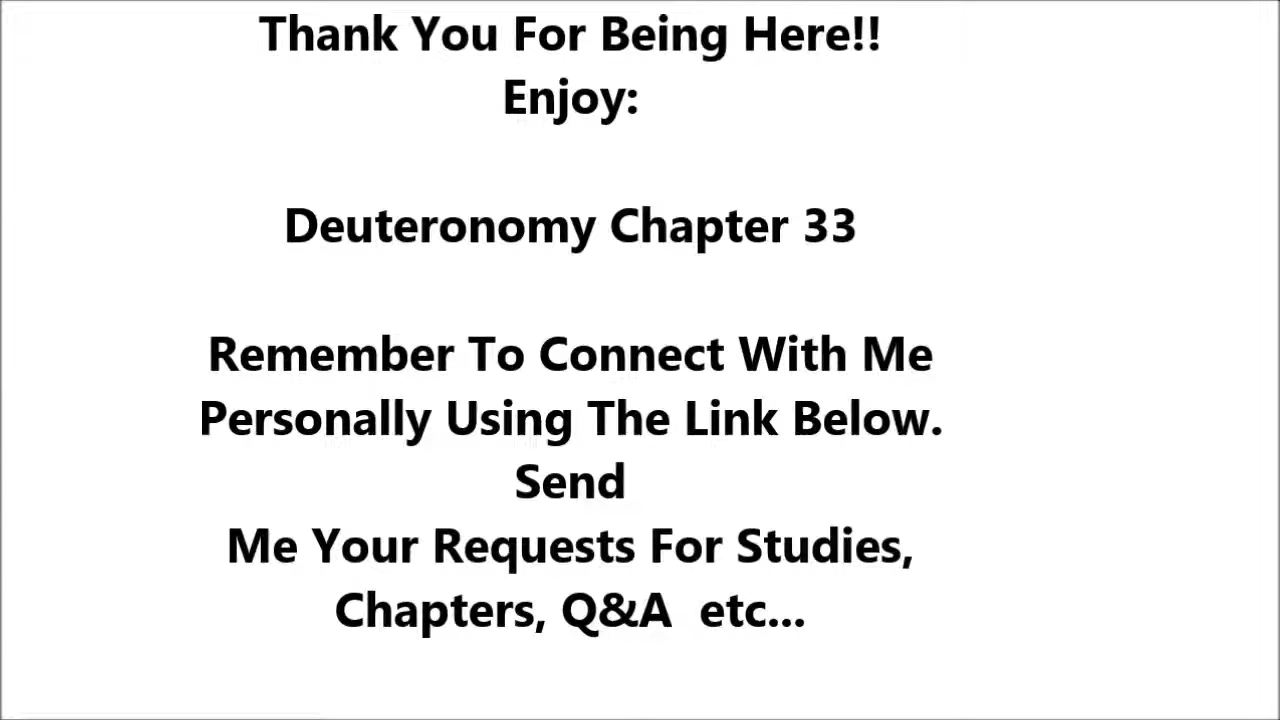 Thank You For Being Here!!
Enjoy:
Deuteronomy Chapter 33
Remember To Connect With Me
Personally Using The Link Below.
Send
Me Your Requests For Studies,
Chapters, Q&A  etc...